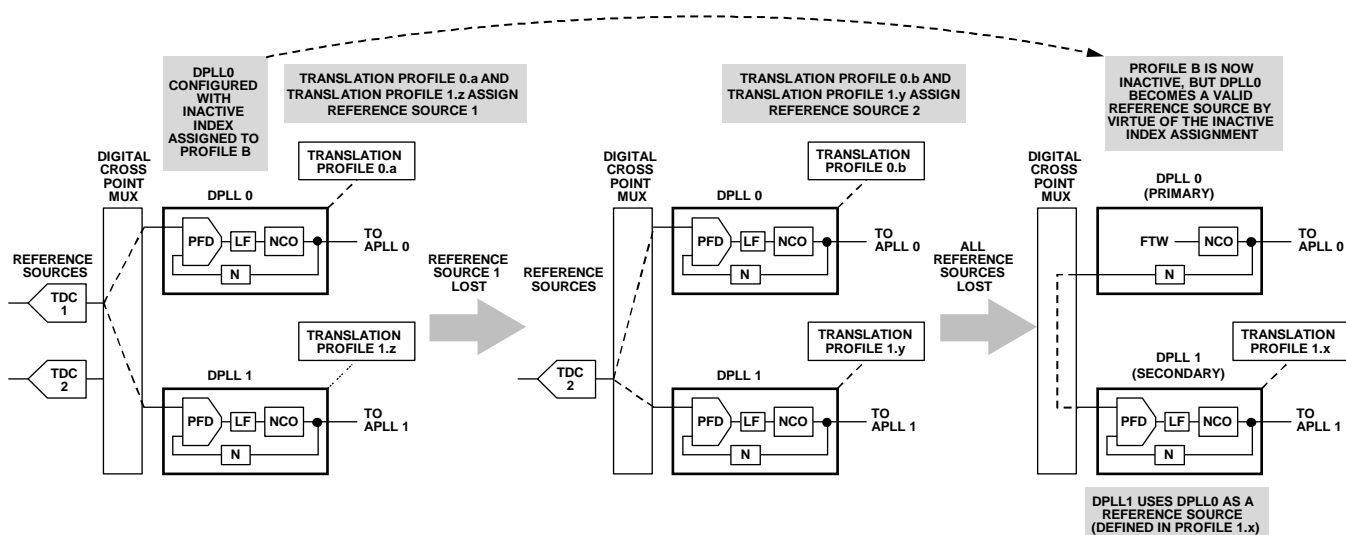 DPLL0
CONFIGURED
WITH
INACTIVE
INDEX
ASSIGNED TO
PROFILE B
TRANSLATION PROFILE 0.a AND
TRANSLATION PROFILE 1.z ASSIGN
REFERENCE SOURCE 1
TRANSLATION PROFILE 0.b AND
TRANSLATION PROFILE 1.y ASSIGN
REFERENCE SOURCE 2
PROFILE B IS NOW
INACTIVE, BUT DPLL0
BECOMES A VALID
REFERENCE SOURCE BY
VIRTUE OF THE INACTIVE
INDEX ASSIGNMENT
DIGITAL
CROSS
POINT
MUX
REFERENCE
SOURCES
TDC
1
TDC
2
TRANSLATION
PROFILE 0.a
DPLL 0
PFD
LF
NCO
N
TO
APLL 0
TRANSLATION
PROFILE 1.z
DPLL 1
PFD
LF
NCO
N
TO
APLL 1
REFERENCE
SOURCE 1
LOST
REFERENCE
SOURCES
TDC
2
DIGITAL
CROSS
POINT
MUX
TRANSLATION
PROFILE 0.b
DPLL 0
PFD
LF
NCO
N
TO
APLL 0
TRANSLATION
PROFILE 1.y
DPLL 1
PFD
LF
NCO
N
TO
APLL 1
ALL
REFERENCE
SOURCES
LOST
DIGITAL
CROSS
POINT
MUX
DPLL 0
(PRIMARY)
FTW
NCO
N
TO
APLL 0
TRANSLATION
PROFILE 1.x
DPLL 1
(SECONDARY)
PFD
LF
NCO
N
TO
APLL 1
DPLL1 USES DPLL0 AS A
REFERENCE SOURCE
(DEFINED IN PROFILE 1.x)